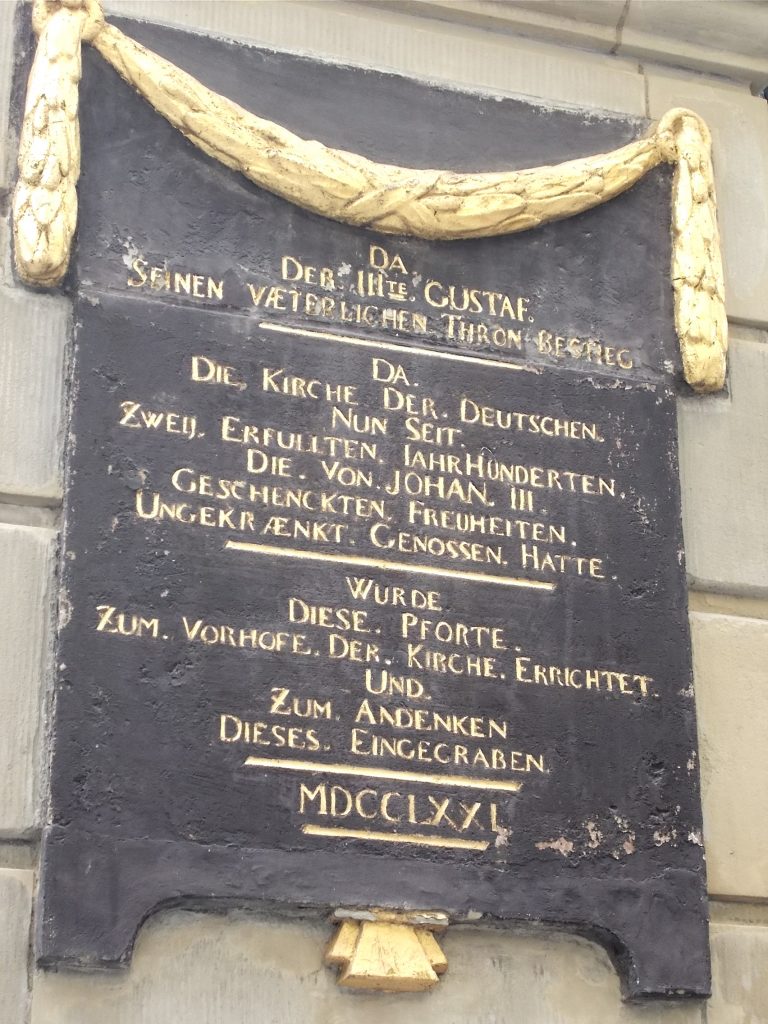 DA
DER. IIITE GUSTAF.
SEINEN VÆTERLICHEN THRON BESTIEG
DA.
DIE, KIRCHE DER. DEUTSCHEN.
NUN SEIT.
ZWEIJ. ERFULLTEN. IAHRHÜNDERTEN.
DIE. VON. JOHAN. III.
GESCHENCKTEN, FREUHEITEN.
UNGEKRÆNKT. GENOSSEN. HATTE.
WURDE.
DIESE. PFORTE.
ZUM. VORHOFE. DER. KIRCHE. ERRICHTET.
UND.
ZUM. ANDENKEN
DIESES. EINGEGRABEN.
MDCCLXXI.